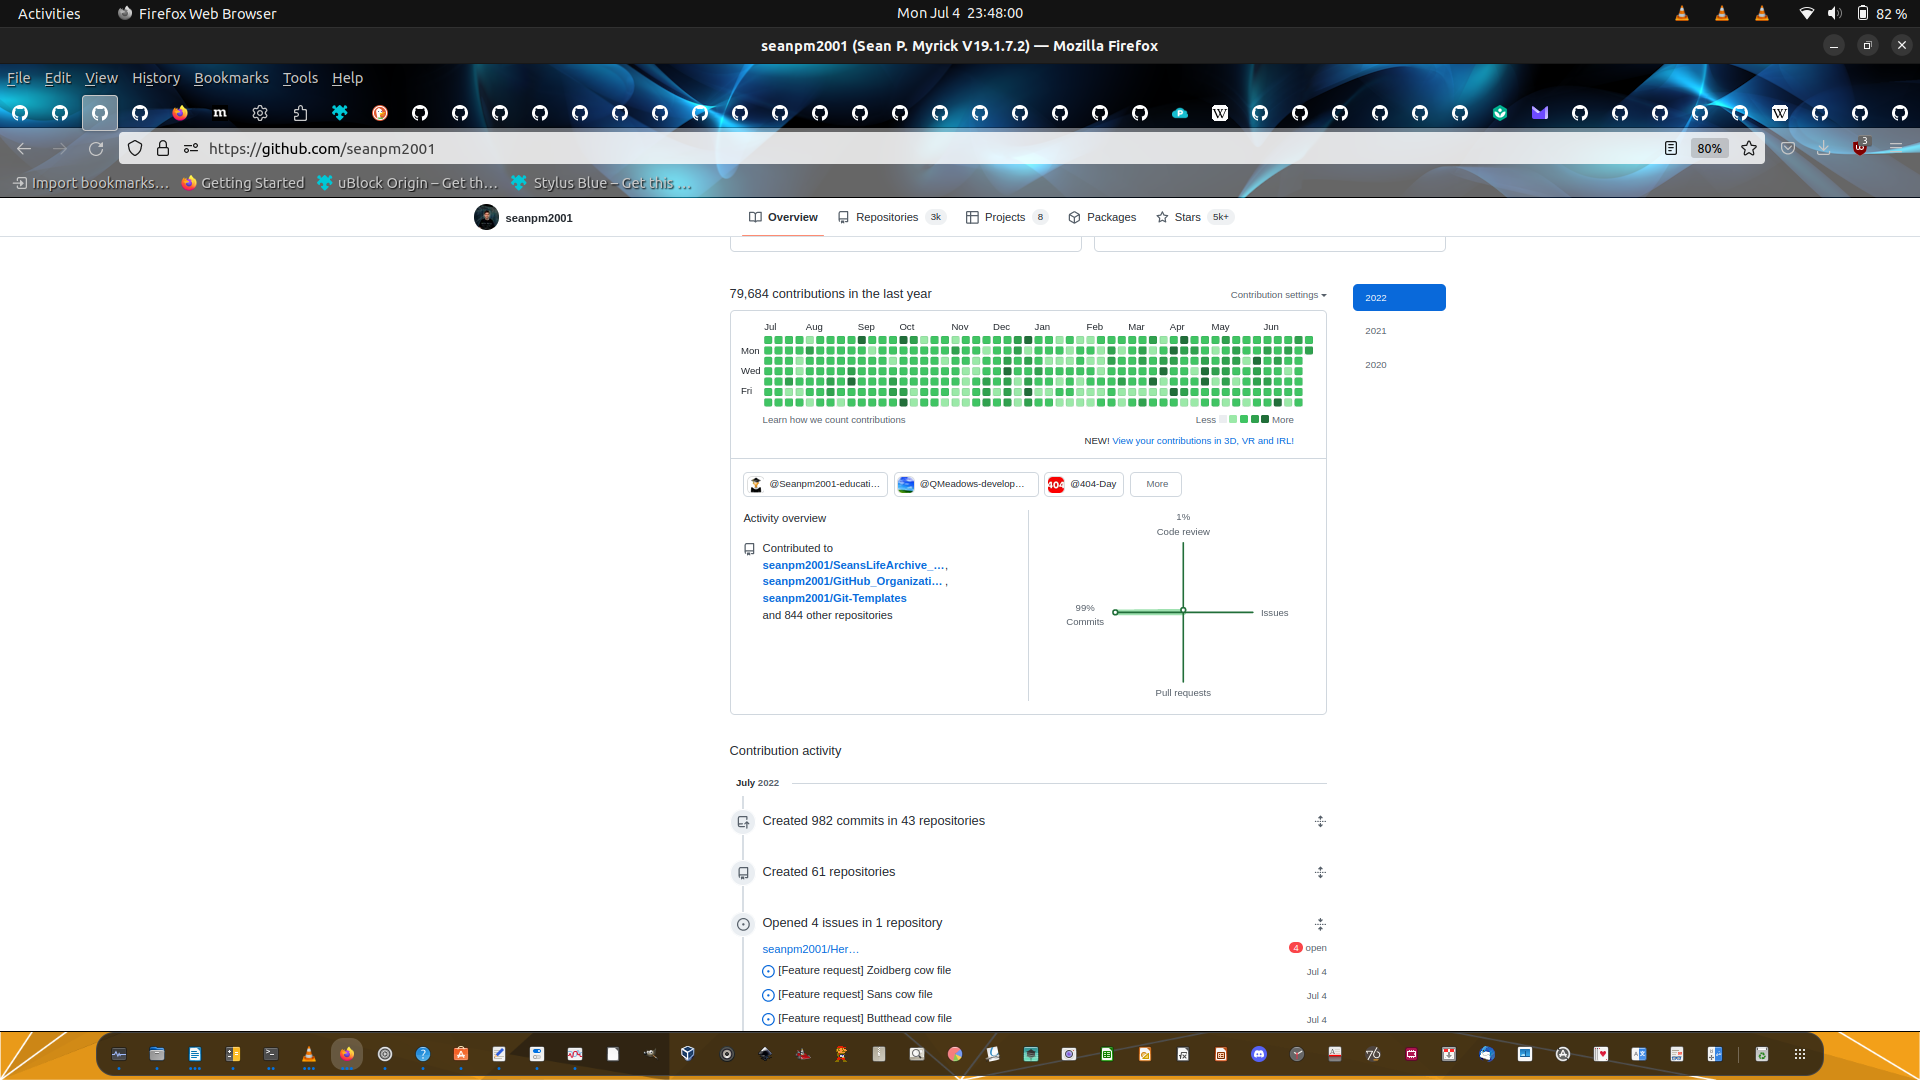 Activities
Firefox Web Browser
Mon Jul 4 23:48:00
82 %
seanpm2001 (Sean P. Myrick V19.1.7.2) — Mozilla Firefox
File Edit View History Bookmarks Tools Help
https://github.com/seanpm2001
80%
3
Import bookmarks…
Getting Started
uBlock Origin – Get th…
Stylus Blue – Get this …
seanpm2001
Overview
Repositories 3k
Projects 8
Packages
Stars 5k+
79,684 contributions in the last year
Contribution settings
2022
2021
2020
Jul Aug Sep Oct Nov Dec Jan Feb Mar Apr May Jun
Mon
Wed
Fri
Learn how we count contributions
Less More
NEW! View your contributions in 3D, VR and IRL!
@Seanpm2001-educati…
@QMeadows-develop…
404 @404-Day
More
Activity overview
Contributed to
seanpm2001/SeansLifeArchive_…,
seanpm2001/GitHub_Organizati… ,
seanpm2001/Git-Templates
and 844 other repositories
1%
Code review
99%
Commits
Issues
Pull requests
Contribution activity
July 2022
Created 982 commits in 43 repositories
Created 61 repositories
Opened 4 issues in 1 repository
seanpm2001/Her…
4 open
[Feature request] Zoidberg cow file
Jul 4
[Feature request] Sans cow file
Jul 4
[Feature request] Butthead cow file
Jul 4